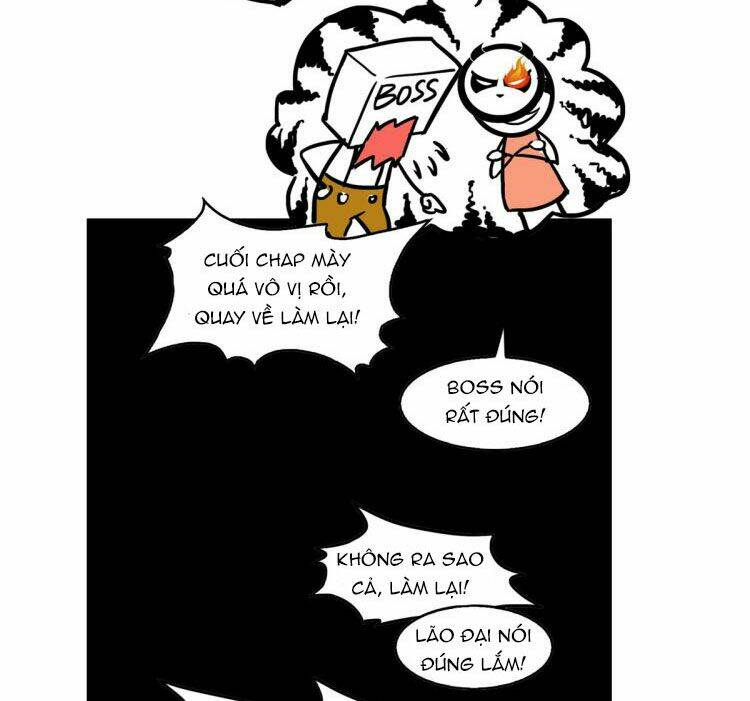 BOSS
CUỐI CHAP MÀY
QUÁ VÔ VỊ RỒI,
QUAY VỀ LÀM LẠI!
BOSS NÓI
RẤT ĐÚNG!
KHÔNG RA SAO
CẢ, LÀM LẠI!
LÃO ĐẠI NÓI
ĐÚNG LẮM!